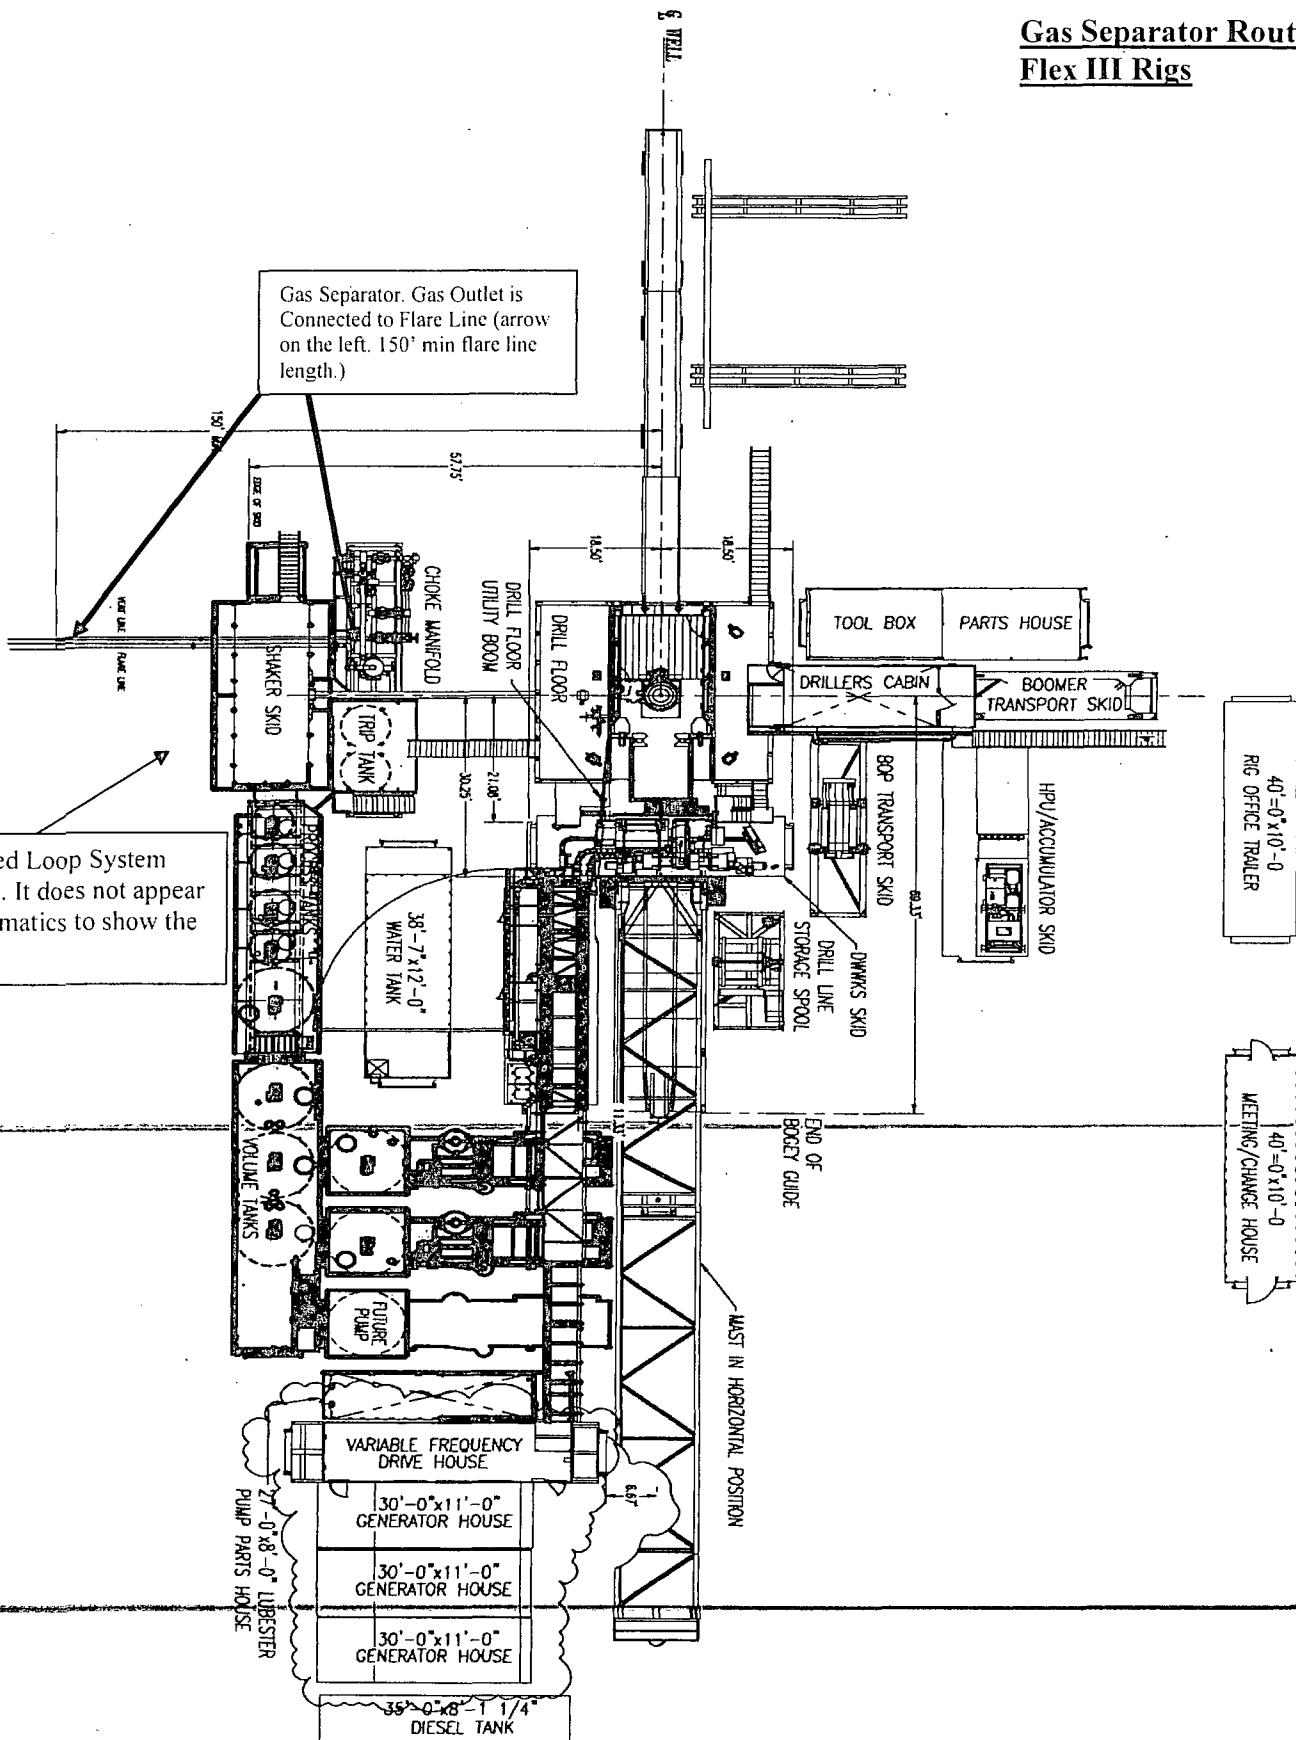 Gas Separator Rout
Flex III Rigs
℄ WELL
Gas Separator. Gas Outlet is
Connected to Flare Line (arrow
on the left. 150' min flare line
length.)
150'
57.75'
EDGE OF SKID
18.50'
18.50'
CHOKE MANIFOLD
DRILL FLOOR
UTILITY BOOM
DRILL FLOOR
TOOL BOX
PARTS HOUSE
VENT LINE
FLARE LINE
SHAKER SKID
TRIP TANK
DRILLERS CABIN
BOOMER
TRANSPORT SKID
30.25'
21.08'
BOP TRANSPORT SKID
HPU/ACCUMULATOR SKID
40'=0"x10'-0
RIG OFFICE TRAILER
69.33'
ed Loop System
. It does not appear
matics to show the
38'-7"x12'-0"
WATER TANK
DRILL LINE
STORAGE SPOOL
DWWKS SKID
END OF
BOGEY GUIDE
40'=0"x10'-0
MEETING/CHANGE HOUSE
VOLUME TANKS
FUTURE
PUMP
MAST IN HORIZONTAL POSITION
VARIABLE FREQUENCY
DRIVE HOUSE
6.67'
30'-0"x11'-0"
GENERATOR HOUSE
30'-0"x11'-0"
GENERATOR HOUSE
30'-0"x11'-0"
GENERATOR HOUSE
27'-0"x8'-0" LUBESTER
PUMP PARTS HOUSE
35'-0"x8'-1 1/4"
DIESEL TANK